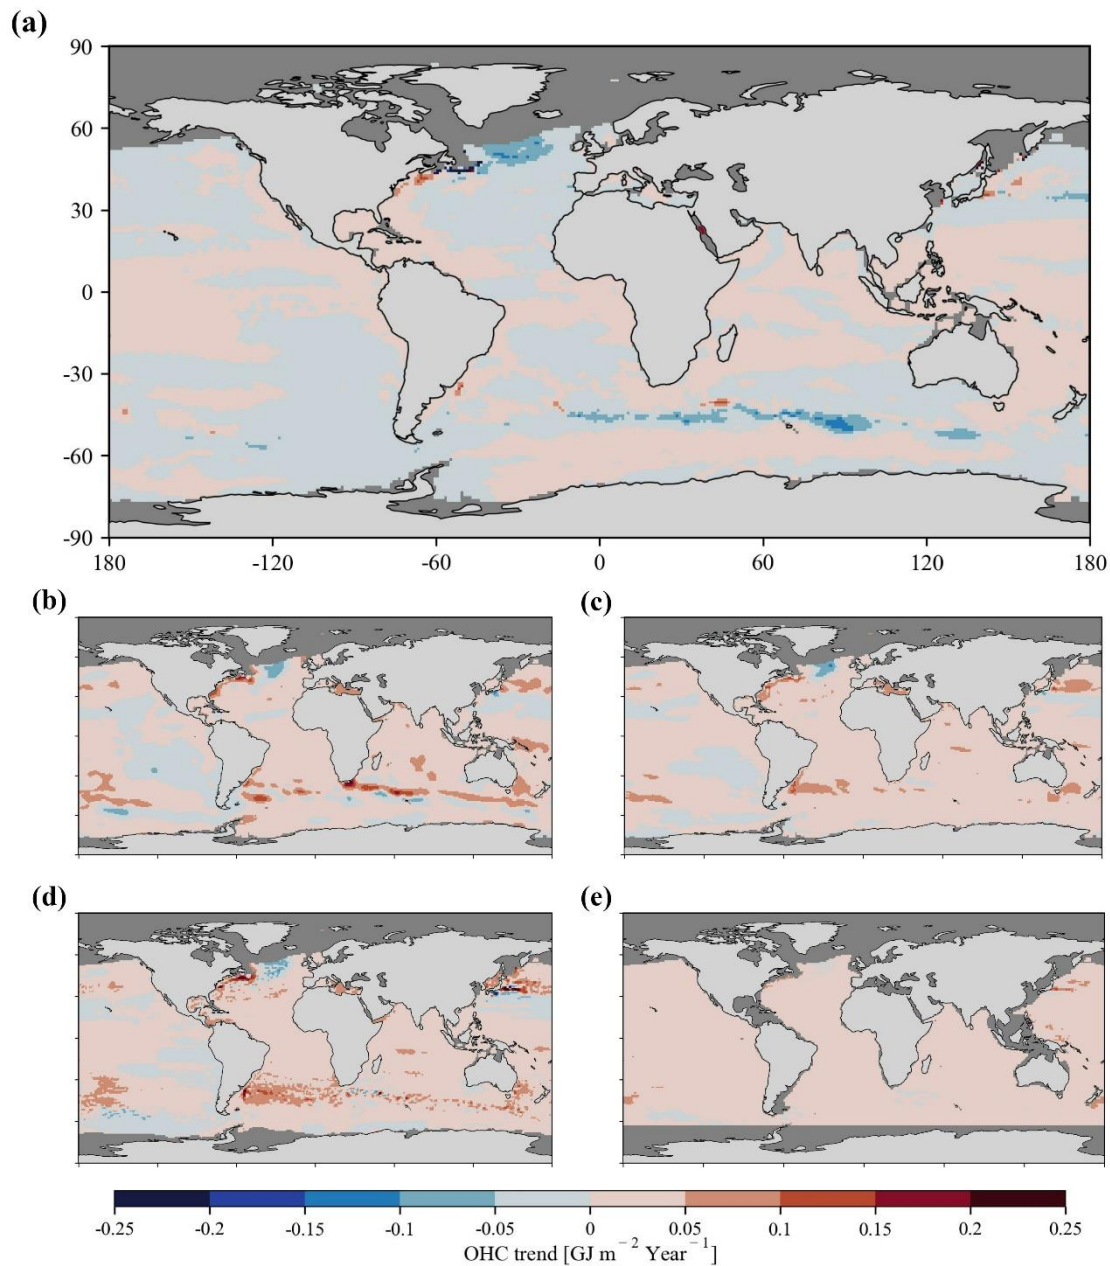 (a)
90
60
30
0
-30
-60
-90
180 -120 -60 0 60 120 180
(b) (c)
(d) (e)
-0.25 -0.2 -0.15 -0.1 -0.05 0 0.05 0.1 0.15 0.2 0.25
OHC trend [GJ m⁻² Year⁻¹]